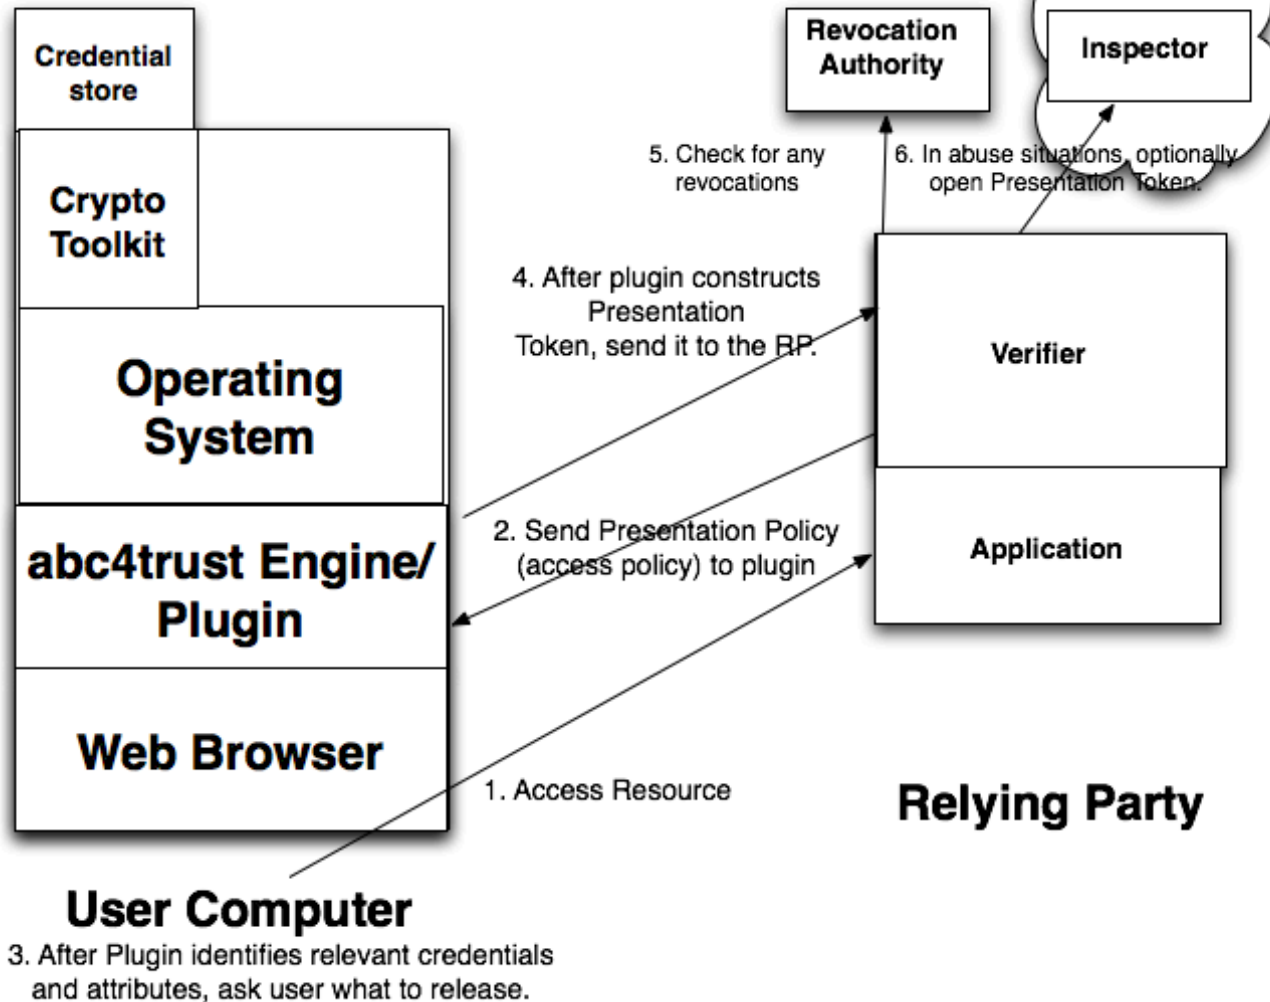 Credential
store
Crypto
Toolkit
Operating
System
abc4trust Engine/
Plugin
Web Browser
User Computer
3. After Plugin identifies relevant credentials
and attributes, ask user what to release.
Revocation
Authority
Inspector
5. Check for any
revocations
6. In abuse situations, optionally
open Presentation Token.
4. After plugin constructs
Presentation
Token, send it to the RP.
Verifier
2. Send Presentation Policy
(access policy) to plugin
Application
1. Access Resource
Relying Party